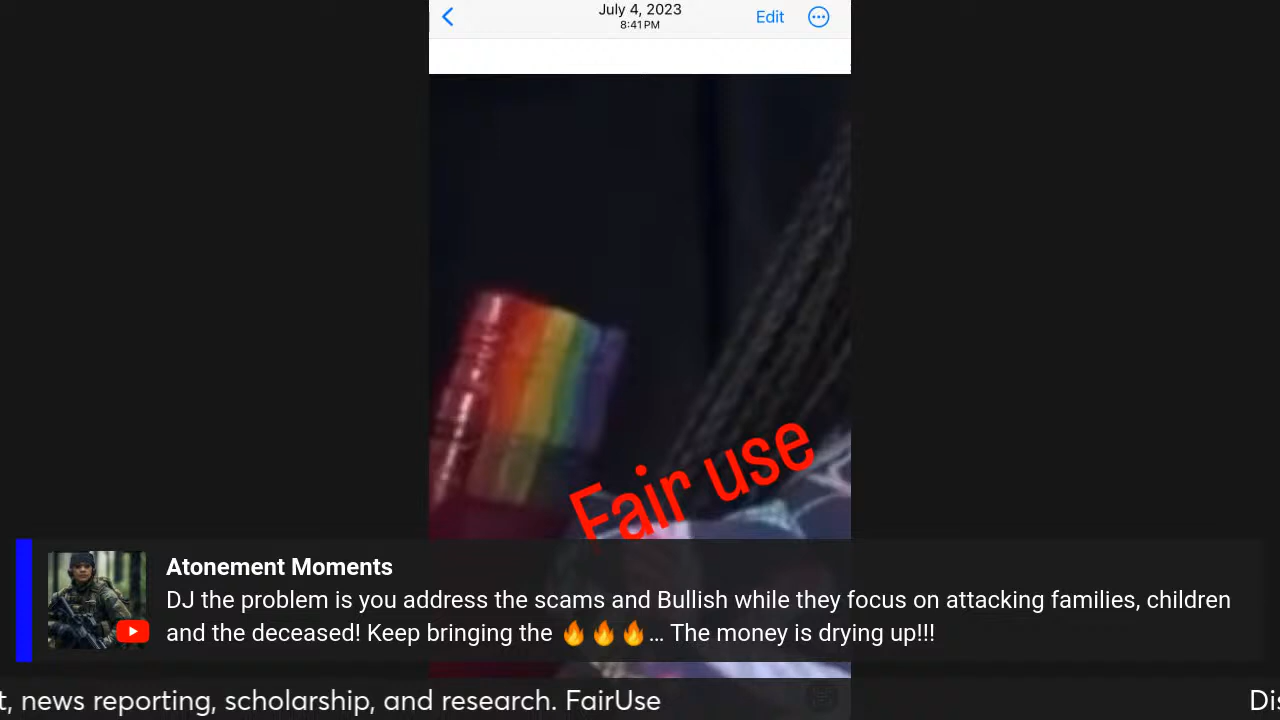 July 4, 2023
8:41 PM
Edit
Fair use
Atonement Moments
DJ the problem is you address the scams and Bullish while they focus on attacking families, children
and the deceased! Keep bringing the 🔥🔥🔥... The money is drying up!!!
t, news reporting, scholarship, and research. FairUse
Dis